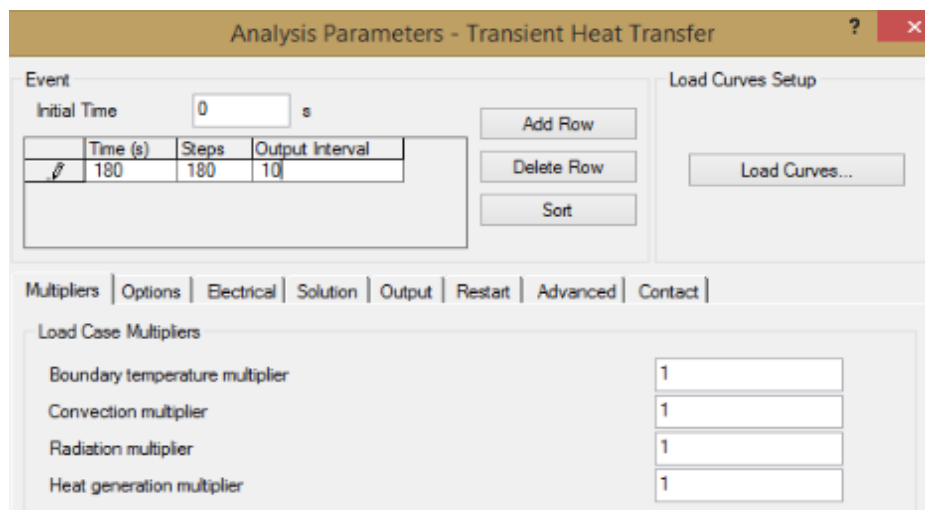 Analysis Parameters - Transient Heat Transfer ? ×
Event
Load Curves Setup
Initial Time 0 s
Add Row
Time (s) Steps Output Interval
180 180 10
Delete Row
Load Curves...
Sort
Multipliers Options Electrical Solution Output Restart Advanced Contact
Load Case Multipliers
Boundary temperature multiplier 1
Convection multiplier 1
Radiation multiplier 1
Heat generation multiplier 1